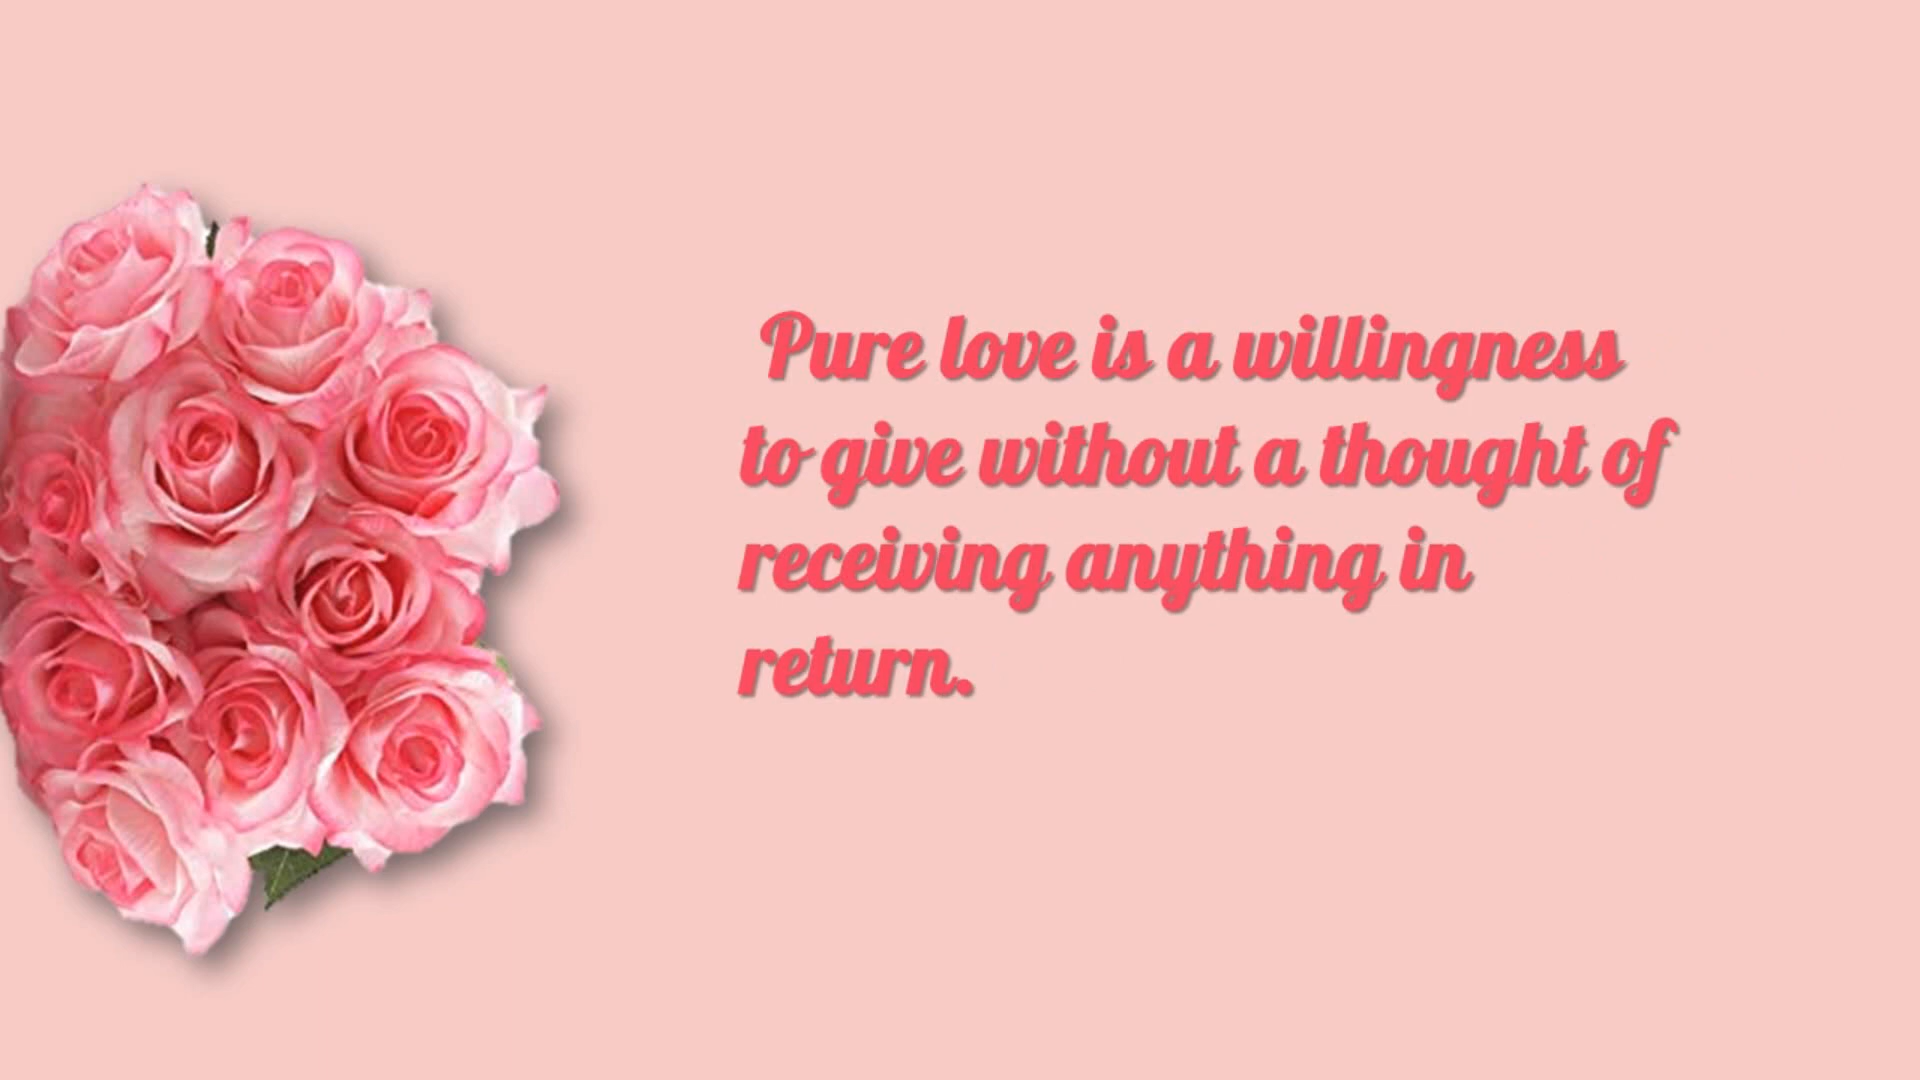 Pure love is a willingness
to give without a thought of
receiving anything in
return.